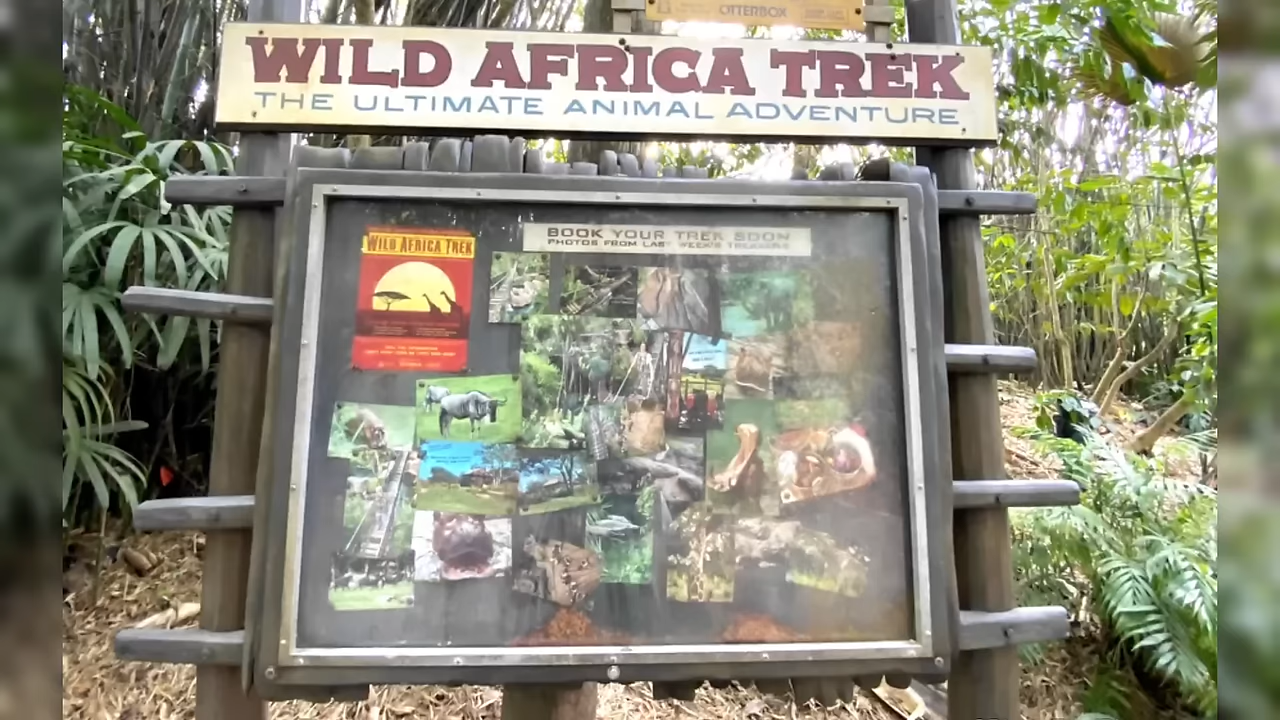 OTTERBOX
WILD AFRICA TREK
THE ULTIMATE ANIMAL ADVENTURE
WILD AFRICA TREK
BOOK YOUR TREK SOON
PHOTOS FROM LAST WEEK'S TREKKERS